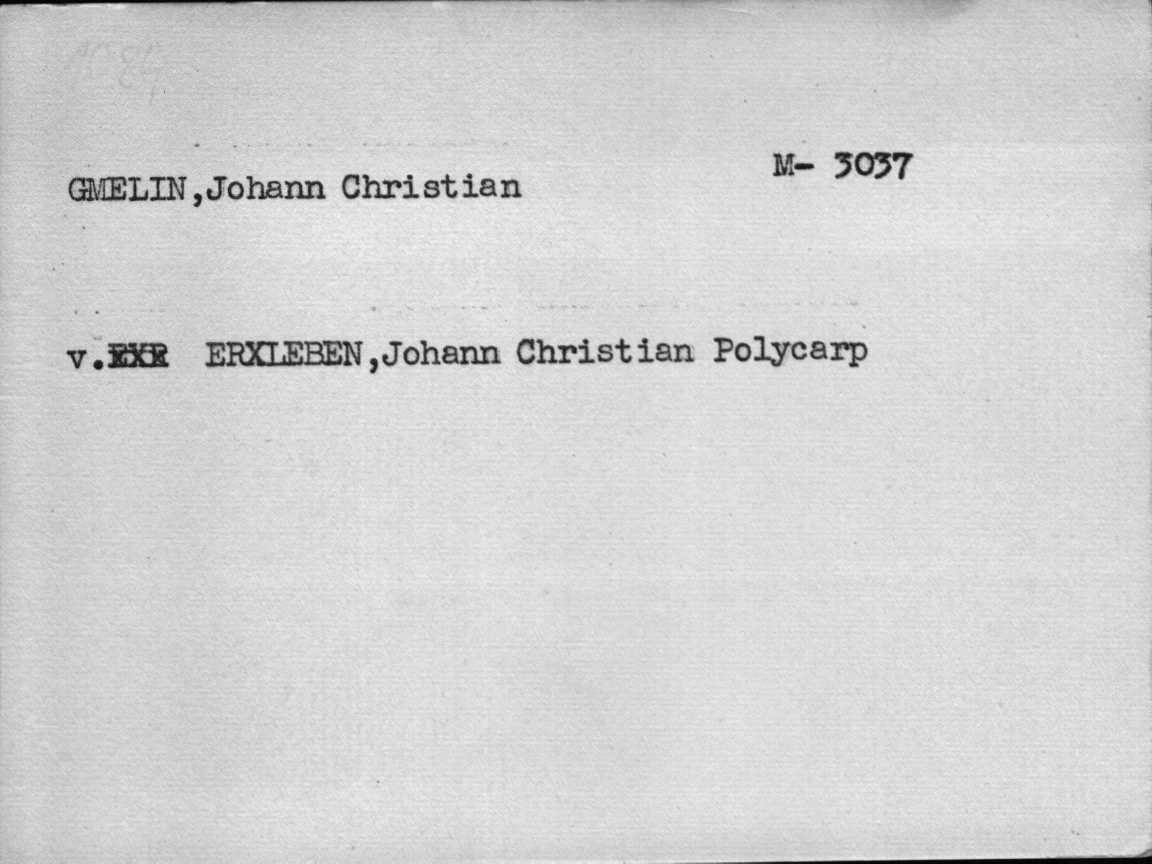 M- 3037
GMELIN,Johann Christian
v. ERXLEBEN,Johann Christian Polycarp